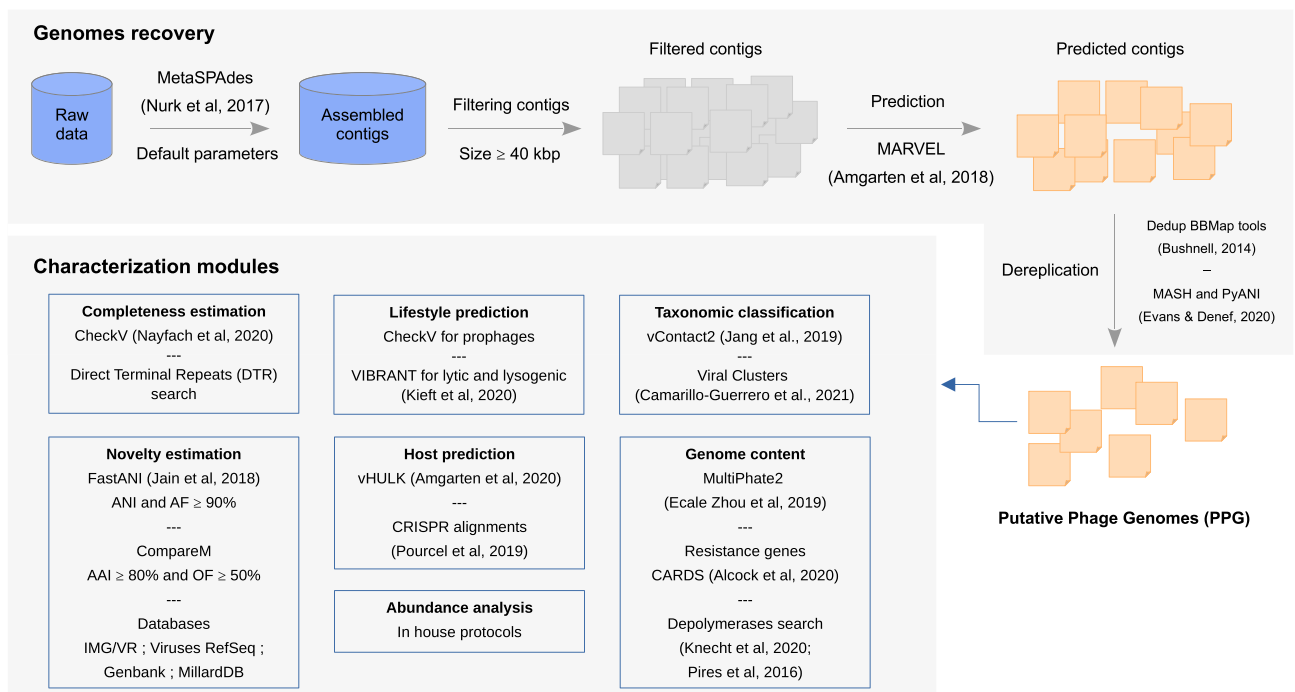 Genomes recovery
Raw
data
MetaSPAdes
(Nurk et al, 2017)
Default parameters
Assembled
contigs
Filtering contigs
Size ≥ 40 kbp
Filtered contigs
Prediction
MARVEL
(Amgarten et al, 2018)
Predicted contigs
Dereplication
Dedup BBMap tools
(Bushnell, 2014)
–
MASH and PyANI
(Evans & Denef, 2020)
Putative Phage Genomes (PPG)
Characterization modules
Completeness estimation
CheckV (Nayfach et al, 2020)
---
Direct Terminal Repeats (DTR)
search
Lifestyle prediction
CheckV for prophages
---
VIBRANT for lytic and lysogenic
(Kieft et al, 2020)
Taxonomic classification
vContact2 (Jang et al., 2019)
---
Viral Clusters
(Camarillo-Guerrero et al., 2021)
Novelty estimation
FastANI (Jain et al, 2018)
ANI and AF ≥ 90%
---
CompareM
AAI ≥ 80% and OF ≥ 50%
---
Databases
IMG/VR ; Viruses RefSeq ;
Genbank ; MillardDB
Host prediction
vHULK (Amgarten et al, 2020)
---
CRISPR alignments
(Pourcel et al, 2019)
Abundance analysis
In house protocols
Genome content
MultiPhate2
(Ecale Zhou et al, 2019)
---
Resistance genes
CARDS (Alcock et al, 2020)
---
Depolymerases search
(Knecht et al, 2020;
Pires et al, 2016)